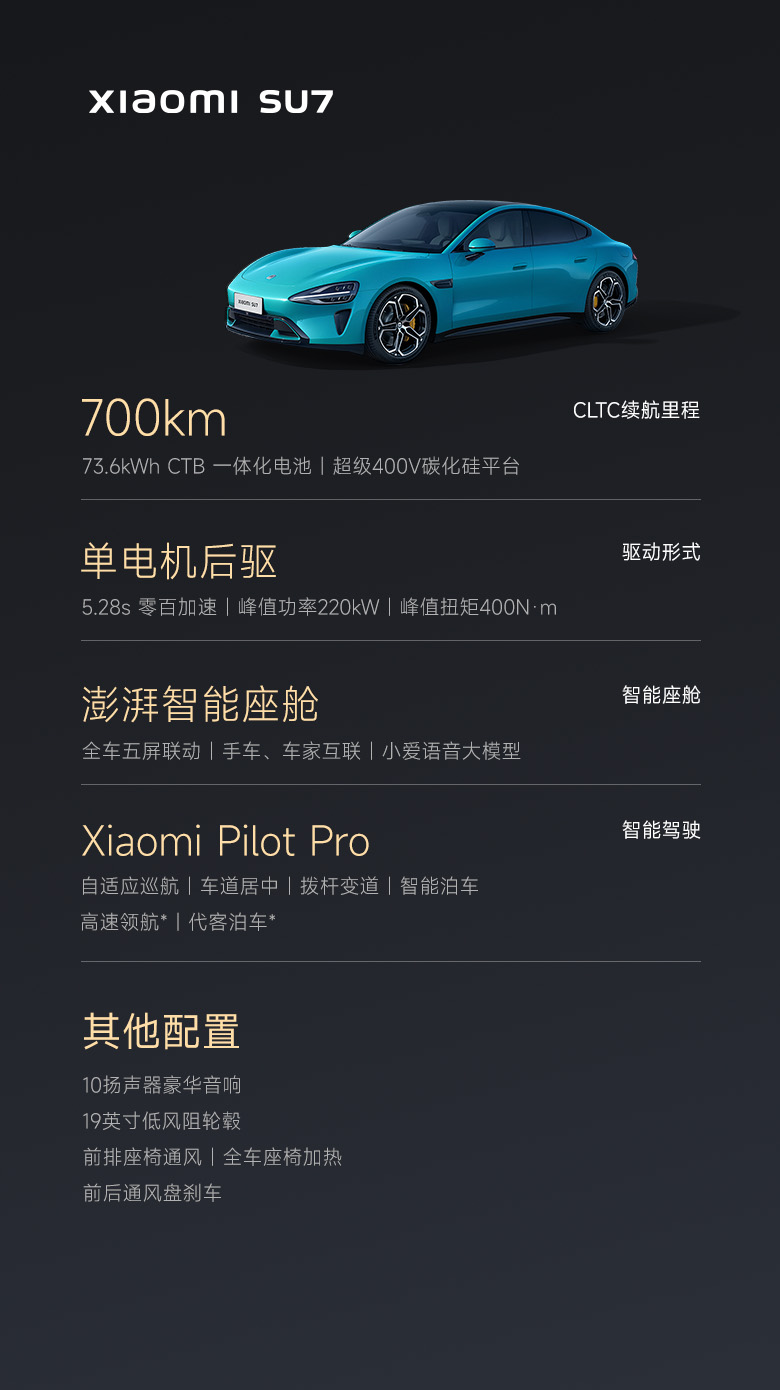 xiaomi SU7
XIAOMI SU7
700km
CLTC续航里程
73.6kWh CTB 一体化电池 | 超级400V碳化硅平台
单电机后驱
驱动形式
5.28s 零百加速 | 峰值功率220kW | 峰值扭矩400N·m
澎湃智能座舱
智能座舱
全车五屏联动 | 手车、车家互联 | 小爱语音大模型
Xiaomi Pilot Pro
智能驾驶
自适应巡航 | 车道居中 | 拨杆变道 | 智能泊车
高速领航* | 代客泊车*
其他配置
10扬声器豪华音响
19英寸低风阻轮毂
前排座椅通风 | 全车座椅加热
前后通风盘刹车